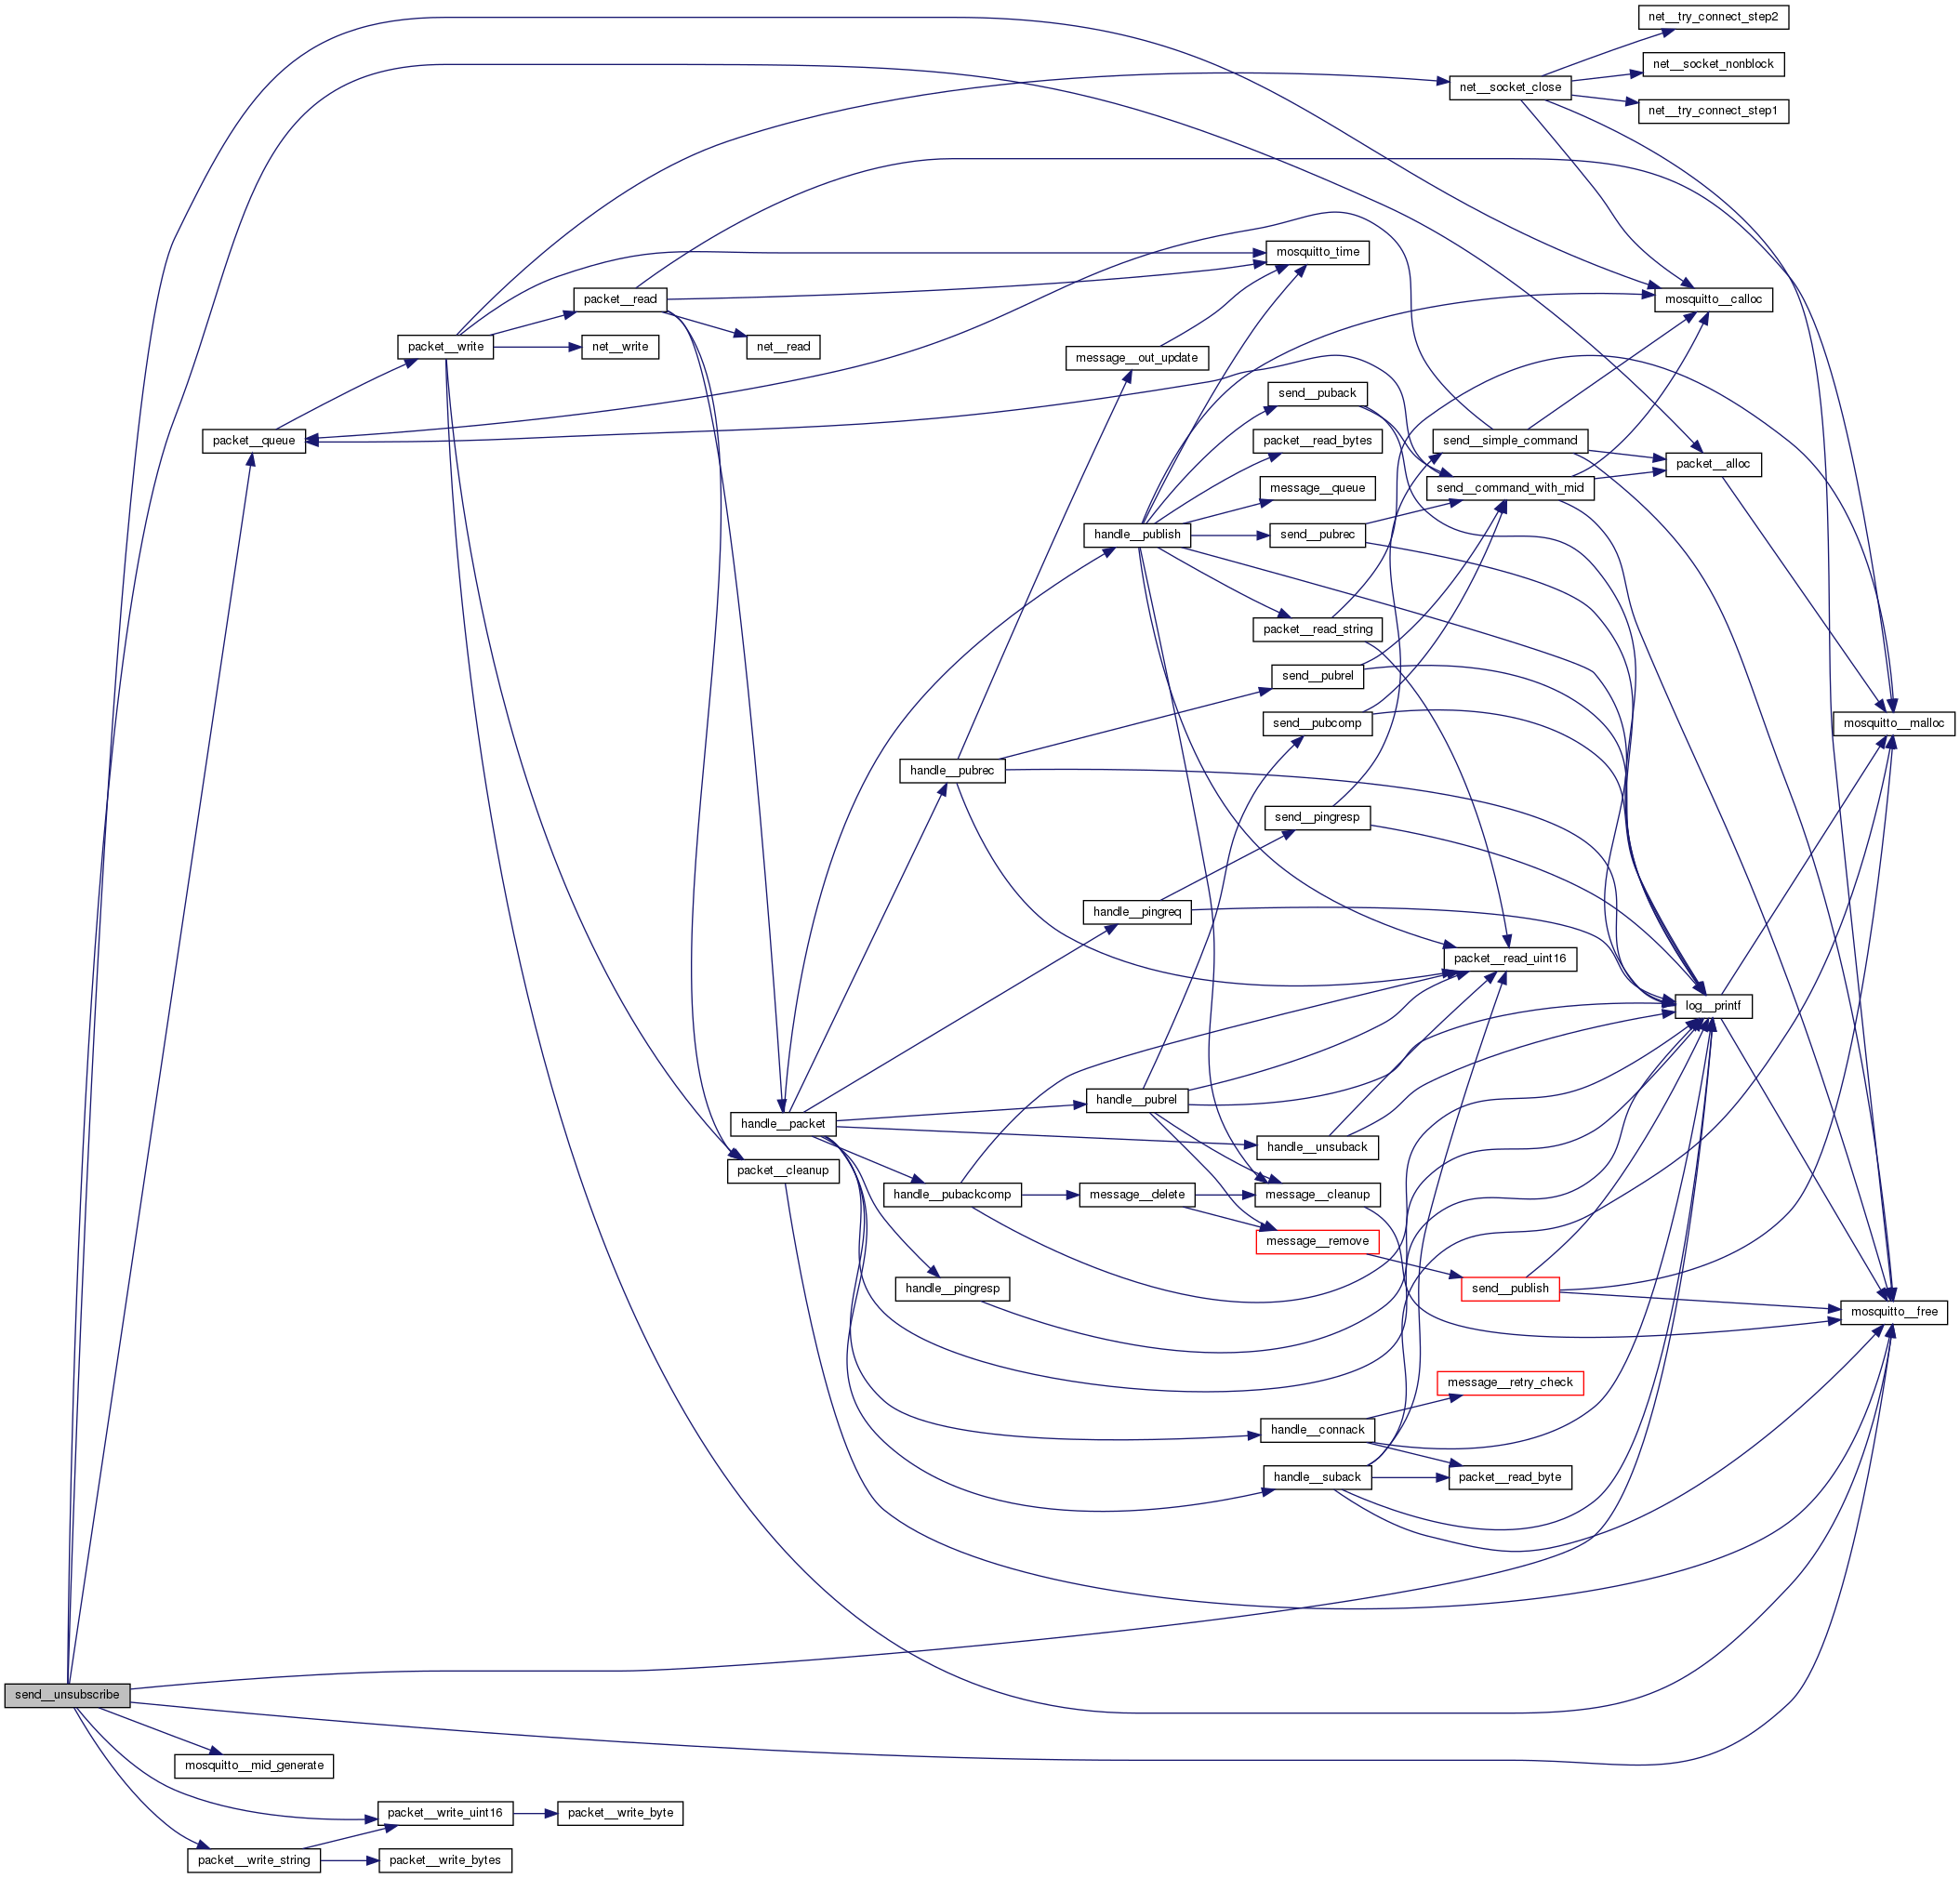 net__try_connect_step2
net__socket_nonblock
net__socket_close
net__try_connect_step1
mosquitto_time
packet__read
mosquitto__calloc
packet__write
net__write
net__read
message__out_update
send__puback
packet__queue
packet__read_bytes
send__simple_command
packet__alloc
message__queue
send__command_with_mid
handle__publish
send__pubrec
packet__read_string
send__pubrel
send__pubcomp
mosquitto__malloc
handle__pubrec
send__pingresp
handle__pingreq
packet__read_uint16
log__printf
handle__pubrel
handle__packet
handle__unsuback
packet__cleanup
handle__pubackcomp
message__delete
message__cleanup
message__remove
handle__pingresp
send__publish
mosquitto__free
message__retry_check
handle__connack
handle__suback
packet__read_byte
send__unsubscribe
mosquitto__mid_generate
packet__write_uint16
packet__write_byte
packet__write_string
packet__write_bytes